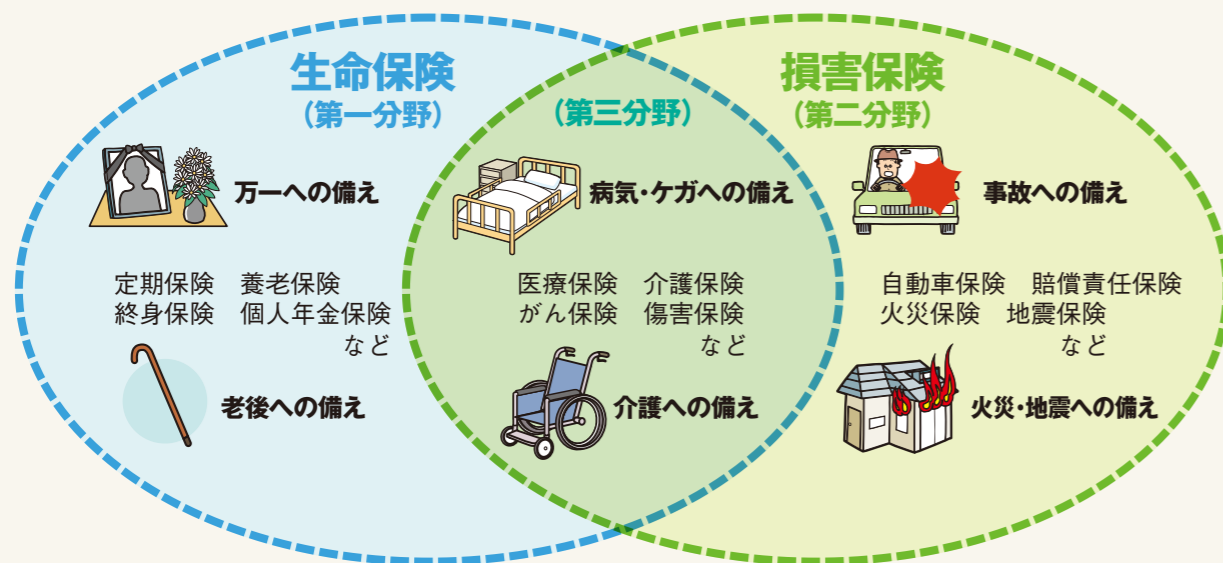 生命保険
(第一分野)
万一への備え
定期保険　養老保険
終身保険　個人年金保険
など
老後への備え
(第三分野)
病気・ケガへの備え
医療保険　介護保険
がん保険　傷害保険
など
介護への備え
損害保険
(第二分野)
事故への備え
自動車保険　賠償責任保険
火災保険　地震保険
など
火災・地震への備え